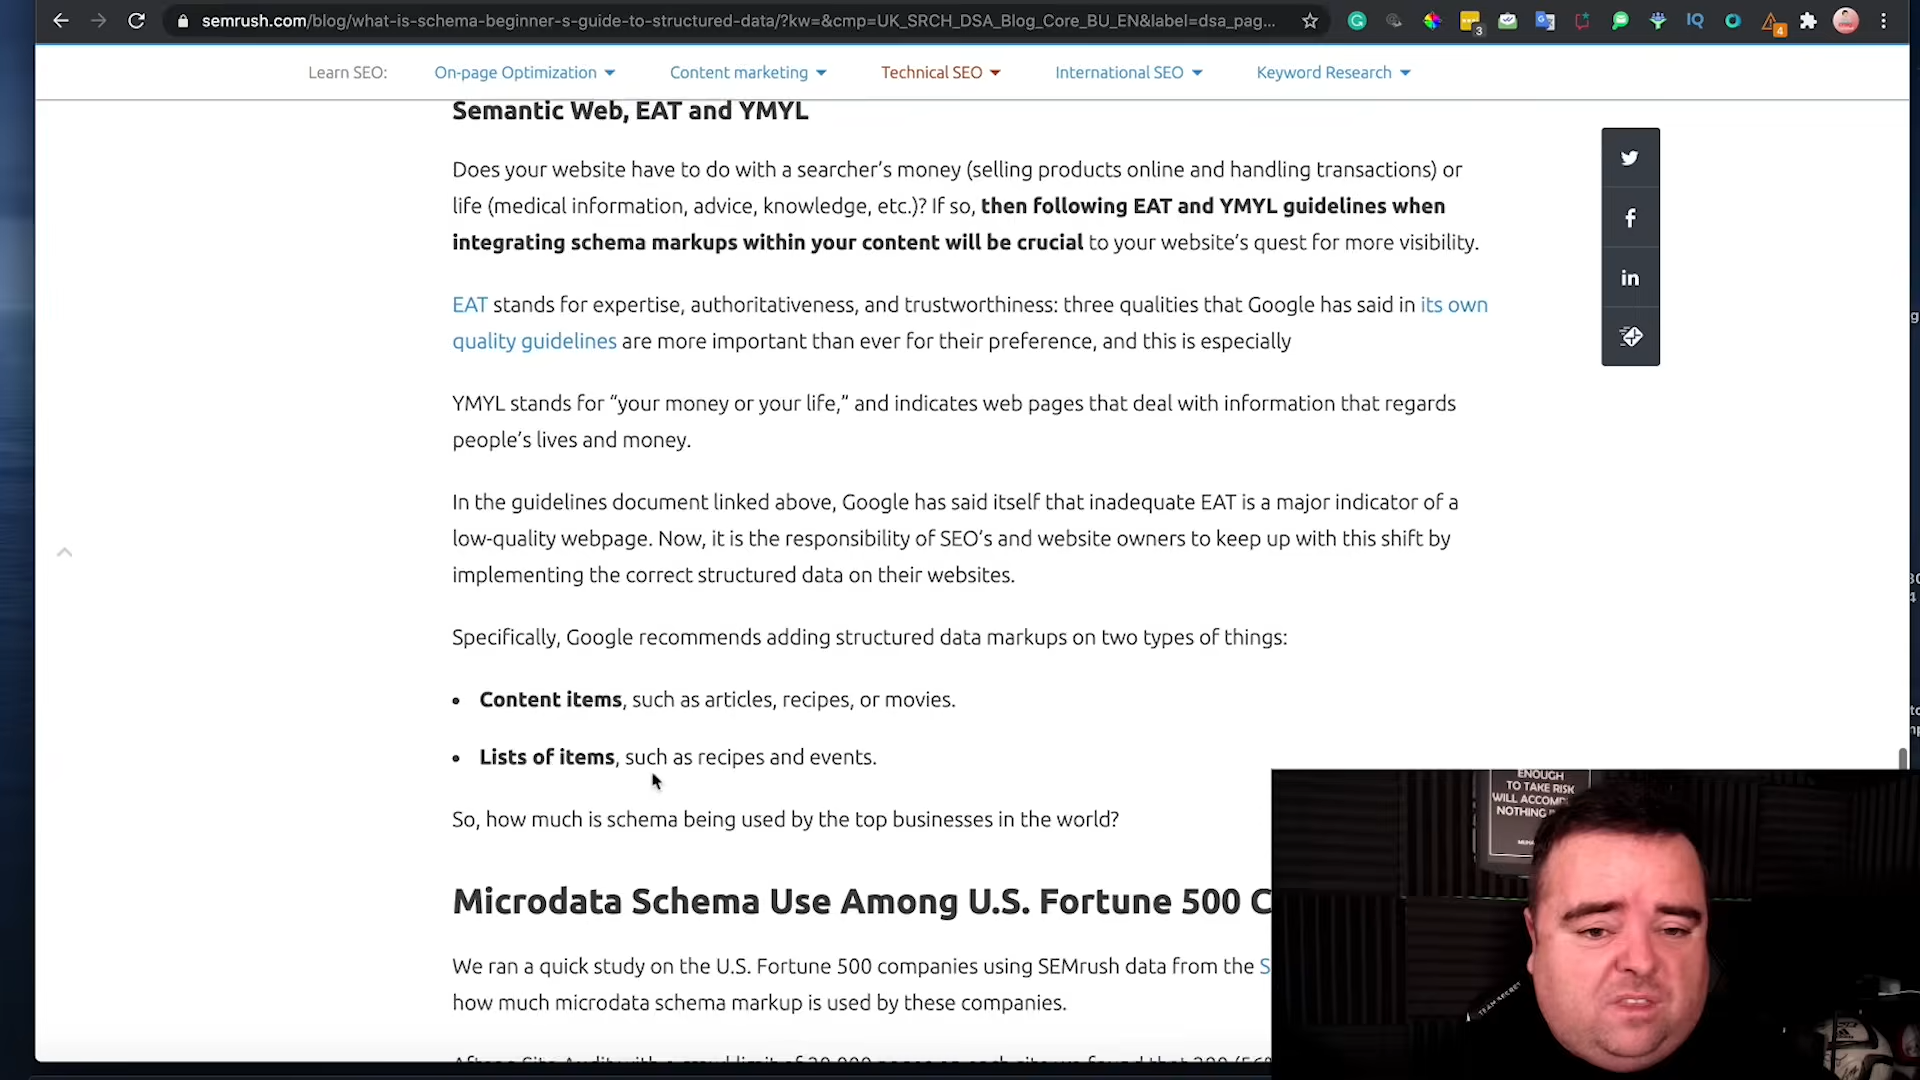 semrush.com/blog/what-is-schema-beginner-s-guide-to-structured-data/?kw=&cmp=UK_SRCH_DSA_Blog_Core_BU_EN&label=dsa_pag...
3
IQ
4
Learn SEO:
On-page Optimization
Content marketing
Technical SEO
International SEO
Keyword Research
Semantic Web, EAT and YMYL
Does your website have to do with a searcher’s money (selling products online and handling transactions) or
life (medical information, advice, knowledge, etc.)? If so, then following EAT and YMYL guidelines when
integrating schema markups within your content will be crucial to your website’s quest for more visibility.
EAT stands for expertise, authoritativeness, and trustworthiness: three qualities that Google has said in its own
quality guidelines are more important than ever for their preference, and this is especially
YMYL stands for “your money or your life,” and indicates web pages that deal with information that regards
people’s lives and money.
In the guidelines document linked above, Google has said itself that inadequate EAT is a major indicator of a
low-quality webpage. Now, it is the responsibility of SEO’s and website owners to keep up with this shift by
implementing the correct structured data on their websites.
Specifically, Google recommends adding structured data markups on two types of things:
• Content items, such as articles, recipes, or movies.
• Lists of items, such as recipes and events.
So, how much is schema being used by the top businesses in the world?
Microdata Schema Use Among U.S. Fortune 500 C
We ran a quick study on the U.S. Fortune 500 companies using SEMrush data from the S
how much microdata schema markup is used by these companies.
ENOUGH
TO TAKE RISK
WILL ACCOM
NOTHING
TEAM SECRET